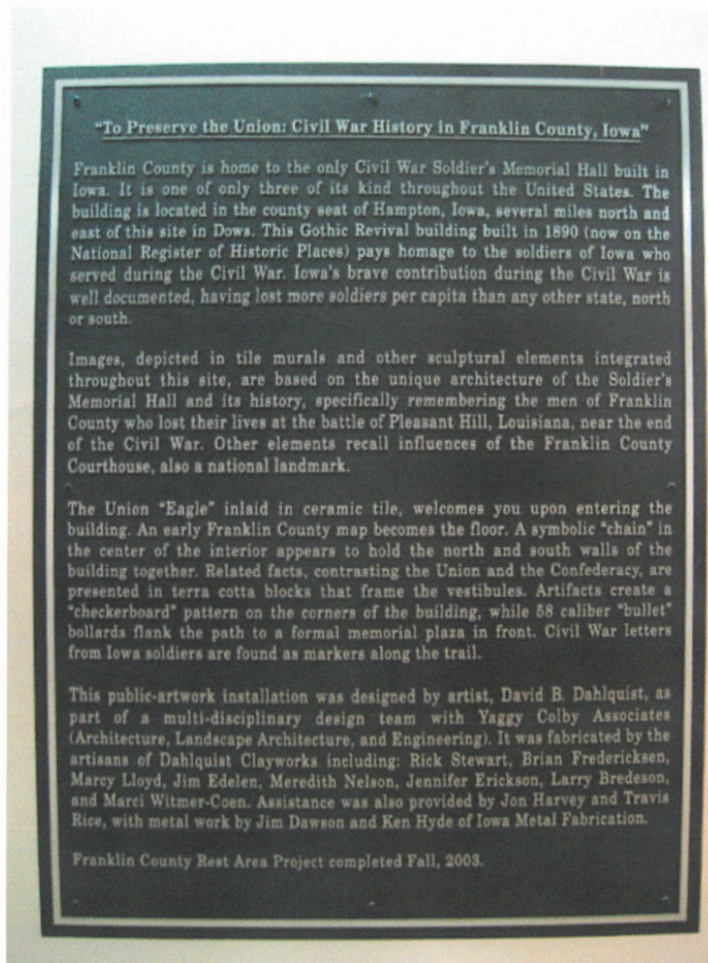 "To Preserve the Union: Civil War History in Franklin County, Iowa"
Franklin County is home to the only Civil War Soldier's Memorial Hall built in
Iowa. It is one of only three of its kind throughout the United States. The
building is located in the county seat of Hampton, Iowa, several miles north and
east of this site in Dows. This Gothic Revival building built in 1890 (now on the
National Register of Historic Places) pays homage to the soldiers of Iowa who
served during the Civil War. Iowa's brave contribution during the Civil War is
well documented, having lost more soldiers per capita than any other state, north
or south.
Images, depicted in tile murals and other sculptural elements integrated
throughout this site, are based on the unique architecture of the Soldier's
Memorial Hall and its history, specifically remembering the men of Franklin
County who lost their lives at the battle of Pleasant Hill, Louisiana, near the end
of the Civil War. Other elements recall influences of the Franklin County
Courthouse, also a national landmark.
The Union "Eagle" inlaid in ceramic tile, welcomes you upon entering the
building. An early Franklin County map becomes the floor. A symbolic "chain" in
the center of the interior appears to hold the north and south walls of the
building together. Related facts, contrasting the Union and the Confederacy, are
presented in terra cotta blocks that frame the vestibules. Artifacts create a
"checkerboard" pattern on the corners of the building, while 58 caliber "bullet"
bollards flank the path to a formal memorial plaza in front. Civil War letters
from Iowa soldiers are found as markers along the trail.
This public-artwork installation was designed by artist, David B. Dahlquist, as
part of a multi-disciplinary design team with Yaggy Colby Associates
(Architecture, Landscape Architecture, and Engineering). It was fabricated by the
artisans of Dahlquist Clayworks including: Rick Stewart, Brian Fredericksen,
Marcy Lloyd, Jim Edelen, Meredith Nelson, Jennifer Erickson, Larry Bredeson,
and Marci Witmer-Coen. Assistance was also provided by Jon Harvey and Travis
Rice, with metal work by Jim Dawson and Ken Hyde of Iowa Metal Fabrication.
Franklin County Rest Area Project completed Fall, 2003.